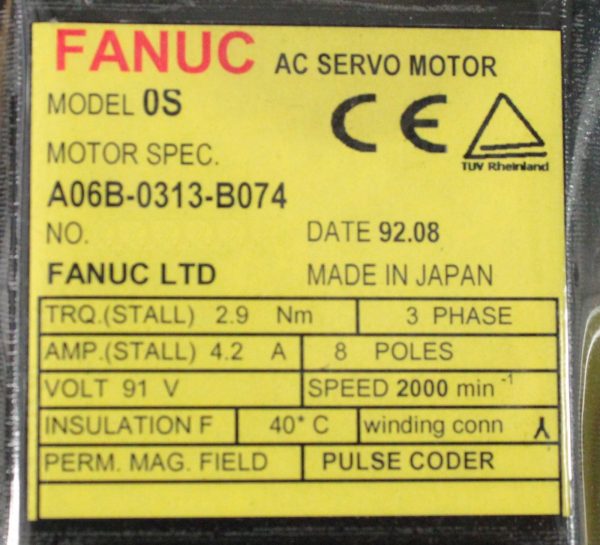 FANUC AC SERVO MOTOR
MODEL 0S
CE
TUV Rheinland
MOTOR SPEC.
A06B-0313-B074
NO. DATE 92.08
FANUC LTD MADE IN JAPAN
TRQ.(STALL) 2.9 Nm 3 PHASE
AMP.(STALL) 4.2 A 8 POLES
VOLT 91 V SPEED 2000 min⁻¹
INSULATION F 40° C winding conn
PERM. MAG. FIELD PULSE CODER